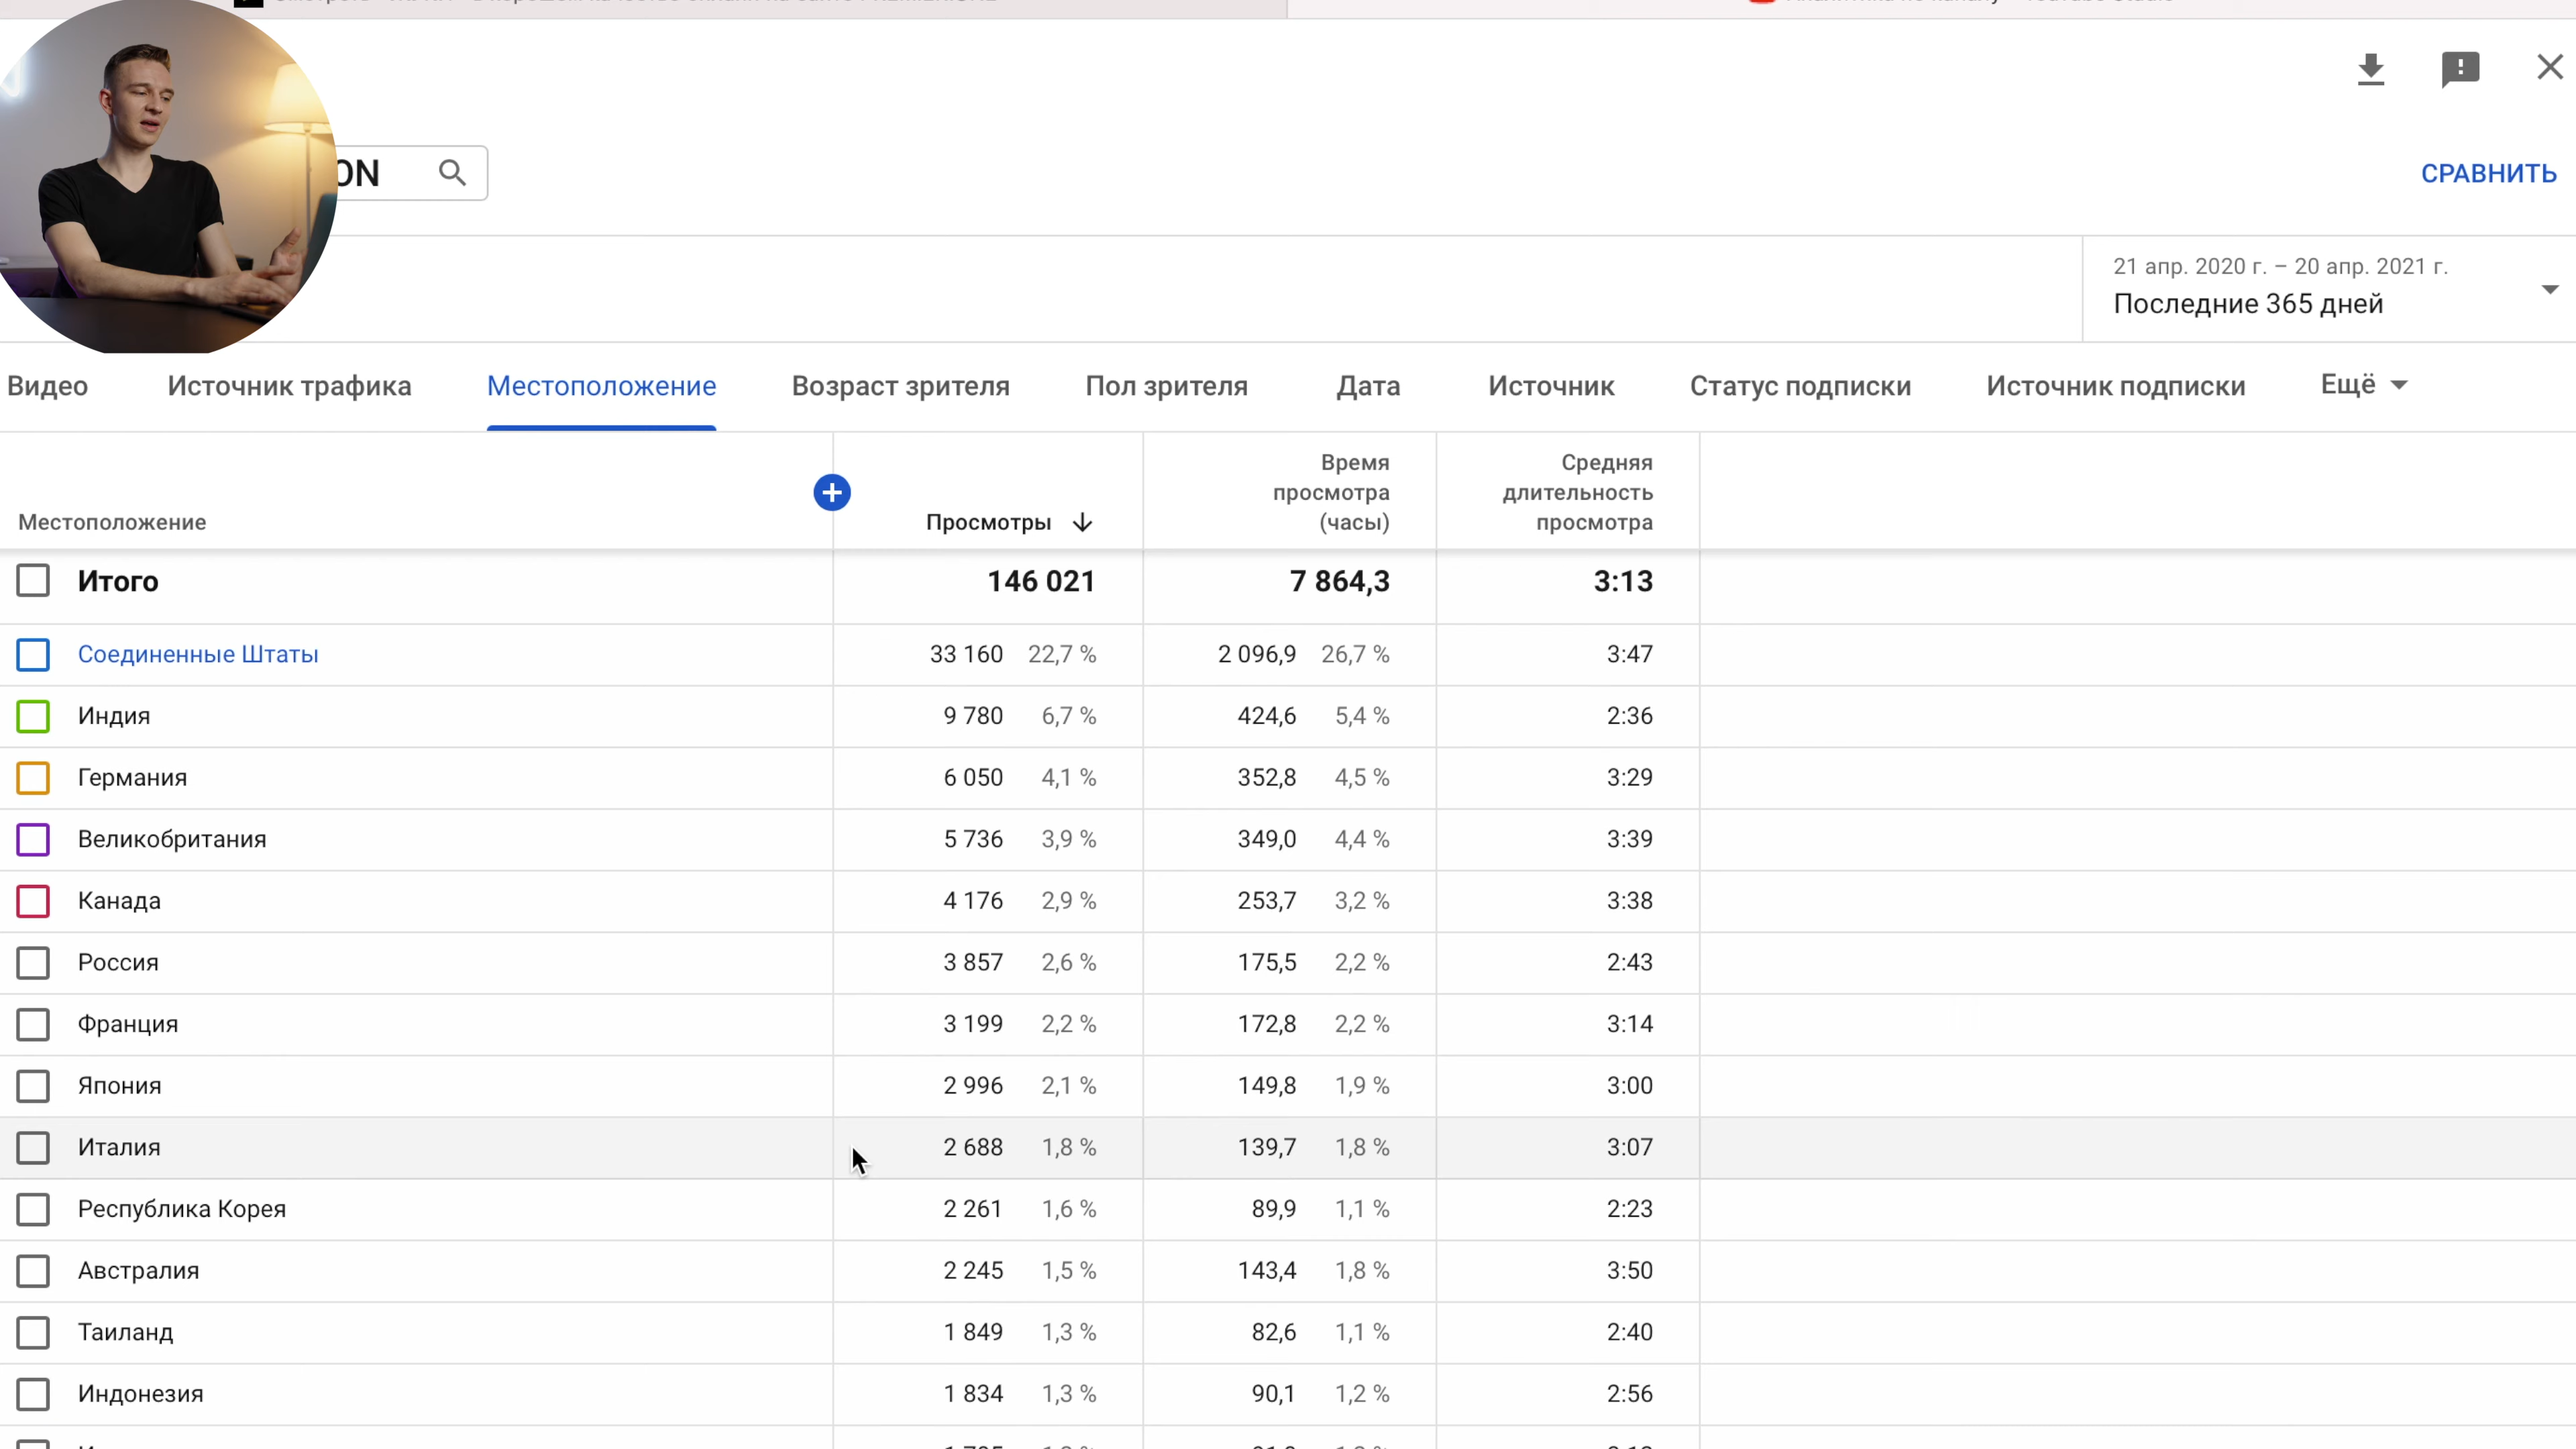 ON
СРАВНИТЬ
21 апр. 2020 г. – 20 апр. 2021 г.
Последние 365 дней
Видео Источник трафика Местоположение Возраст зрителя Пол зрителя Дата Источник Статус подписки Источник подписки Ещё
Местоположение Просмотры Время просмотра (часы) Средняя длительность просмотра
Итого 146 021 7 864,3 3:13
Соединенные Штаты 33 160 22,7 % 2 096,9 26,7 % 3:47
Индия 9 780 6,7 % 424,6 5,4 % 2:36
Германия 6 050 4,1 % 352,8 4,5 % 3:29
Великобритания 5 736 3,9 % 349,0 4,4 % 3:39
Канада 4 176 2,9 % 253,7 3,2 % 3:38
Россия 3 857 2,6 % 175,5 2,2 % 2:43
Франция 3 199 2,2 % 172,8 2,2 % 3:14
Япония 2 996 2,1 % 149,8 1,9 % 3:00
Италия 2 688 1,8 % 139,7 1,8 % 3:07
Республика Корея 2 261 1,6 % 89,9 1,1 % 2:23
Австралия 2 245 1,5 % 143,4 1,8 % 3:50
Таиланд 1 849 1,3 % 82,6 1,1 % 2:40
Индонезия 1 834 1,3 % 90,1 1,2 % 2:56